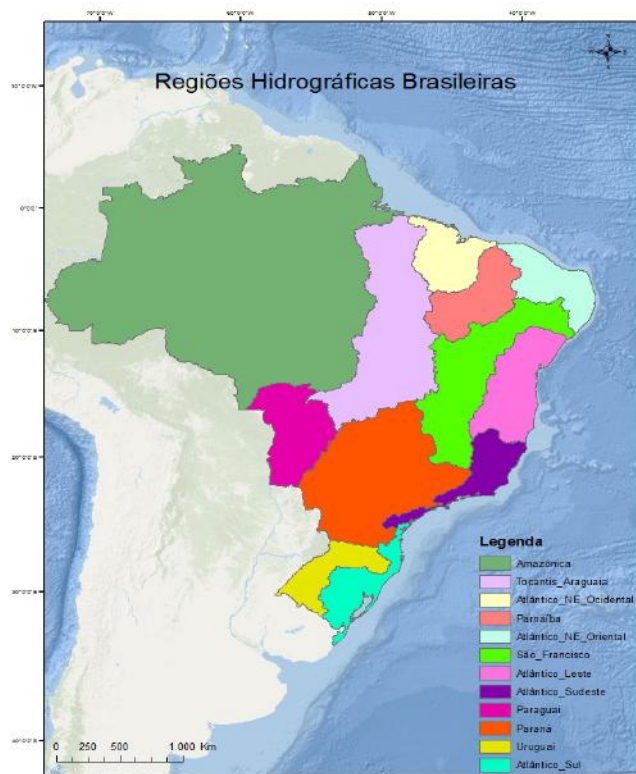 Regiões Hidrográficas Brasileiras
Legenda
Amazônica
Tocantis_Araguaia
Atlântico_NE_Ocidental
Parnaíba
Atlântico_NE_Oriental
São_Francisco
Atlântico_Leste
Atlântico_Sudeste
Paraguai
Paraná
Uruguai
Atlântico_Sul
0 250 500 1.000 Km